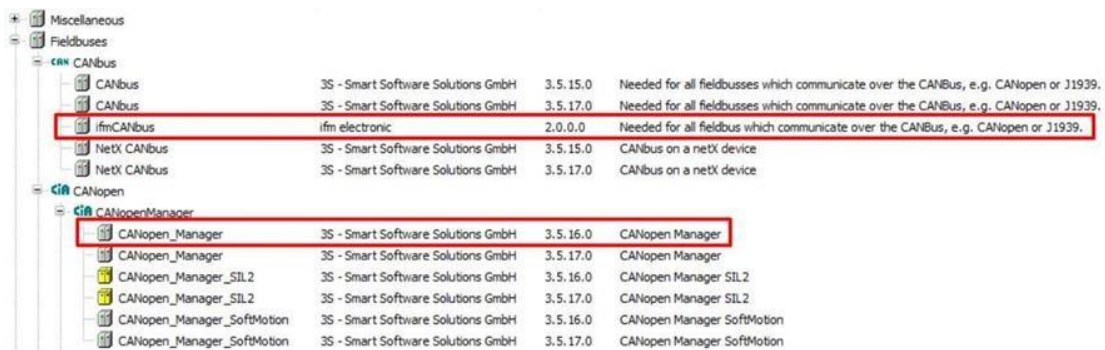 Miscellaneous
Fieldbuses
CAN CANbus
CANbus 3S - Smart Software Solutions GmbH 3.5.15.0 Needed for all fieldbusses which communicate over the CANBus, e.g. CANopen or J1939.
CANbus 3S - Smart Software Solutions GmbH 3.5.17.0 Needed for all fieldbusses which communicate over the CANBus, e.g. CANopen or J1939.
ifmCANbus ifm electronic 2.0.0.0 Needed for all fieldbus which communicate over the CANBus, e.g. CANopen or J1939.
NetX CANbus 3S - Smart Software Solutions GmbH 3.5.15.0 CANbus on a netX device
NetX CANbus 3S - Smart Software Solutions GmbH 3.5.17.0 CANbus on a netX device
CiA CANopen
CiA CANopenManager
CANopen_Manager 3S - Smart Software Solutions GmbH 3.5.16.0 CANopen Manager
CANopen_Manager 3S - Smart Software Solutions GmbH 3.5.17.0 CANopen Manager
CANopen_Manager_SIL2 3S - Smart Software Solutions GmbH 3.5.16.0 CANopen Manager SIL2
CANopen_Manager_SIL2 3S - Smart Software Solutions GmbH 3.5.17.0 CANopen Manager SIL2
CANopen_Manager_SoftMotion 3S - Smart Software Solutions GmbH 3.5.16.0 CANopen Manager SoftMotion
CANopen_Manager_SoftMotion 3S - Smart Software Solutions GmbH 3.5.17.0 CANopen Manager SoftMotion